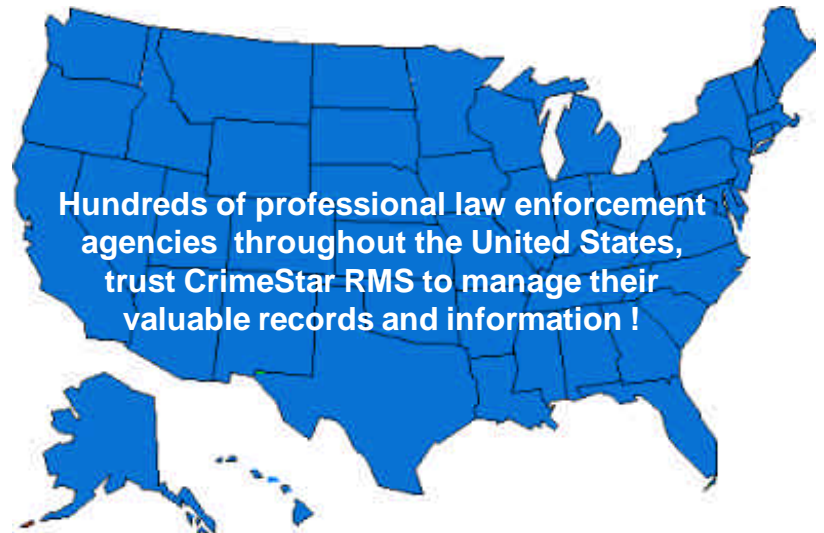 Hundreds of professional law enforcement
agencies  throughout the United States,
trust CrimeStar RMS to manage their
valuable records and information !